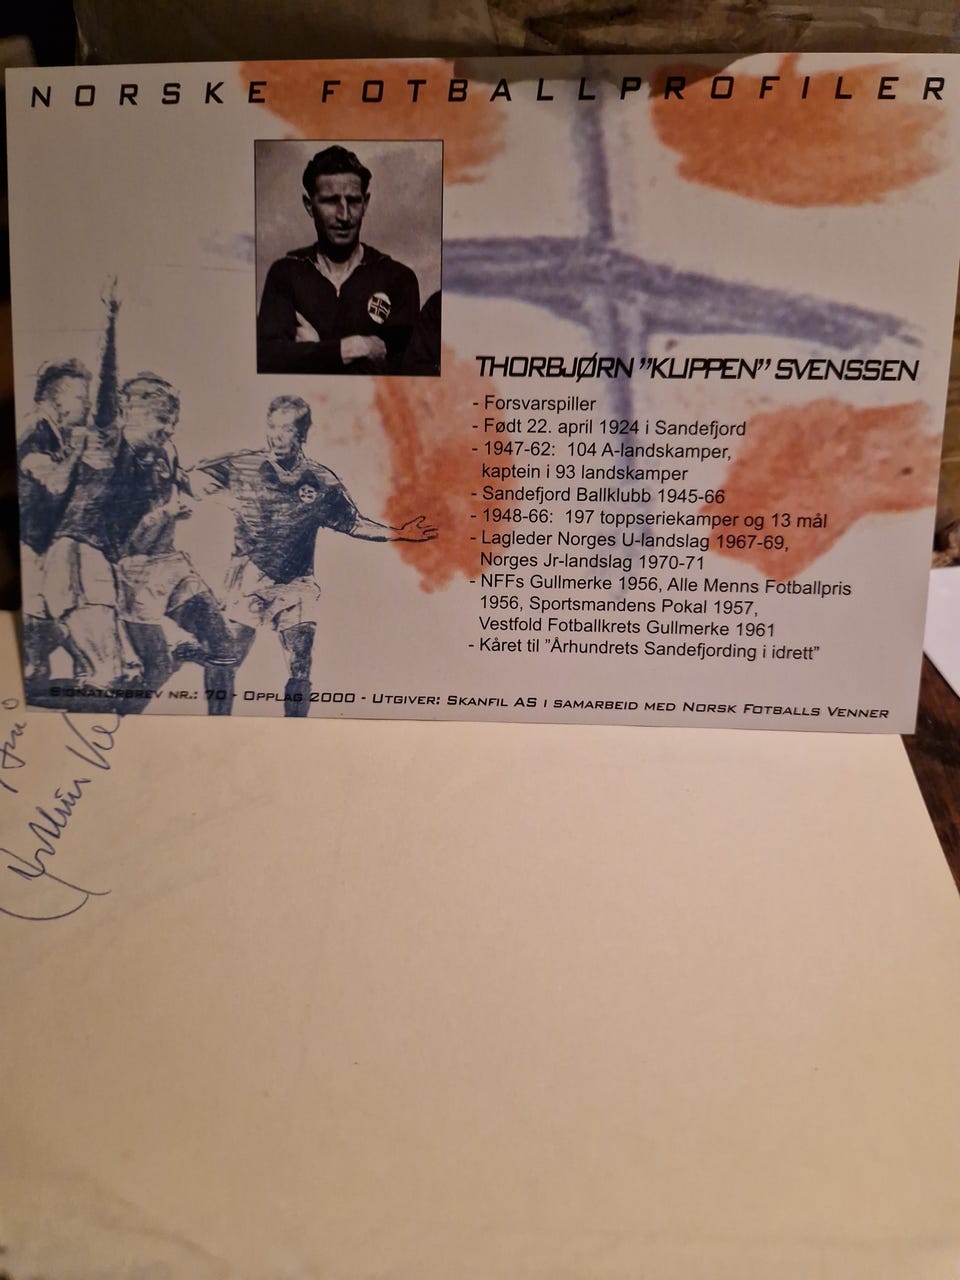 NORSKE FOTBALLPROFILER
THORBJØRN ”KLIPPEN” SVENSSEN
- Forsvarspiller
- Født 22. april 1924 i Sandefjord
- 1947-62: 104 A-landskamper,
kaptein i 93 landskamper
- Sandefjord Ballklubb 1945-66
- 1948-66: 197 toppseriekamper og 13 mål
- Lagleder Norges U-landslag 1967-69,
Norges Jr-landslag 1970-71
- NFFs Gullmerke 1956, Alle Menns Fotballpris
1956, Sportsmandens Pokal 1957,
Vestfold Fotballkrets Gullmerke 1961
- Kåret til ”Århundrets Sandefjording i idrett”
Signaturbrev nr.: 70 - Opplag 2000 - Utgiver: Skanfil AS i samarbeid med Norsk Fotballs Venner